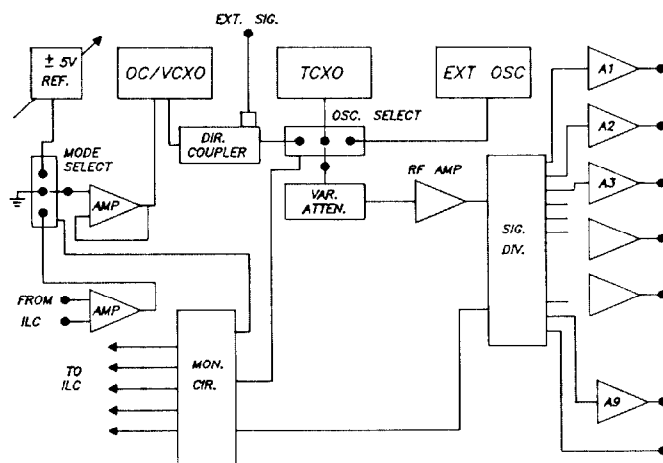 EXT. SIG.
± 5V
REF.
OC/VCXO
TCXO
EXT OSC
A1
OSC. SELECT
DIR.
COUPLER
MODE
SELECT
A2
RF AMP
A3
AMP
VAR.
ATTEN.
SIG.
DIV.
FROM
ILC
AMP
TO
ILC
MON.
CIR.
A9